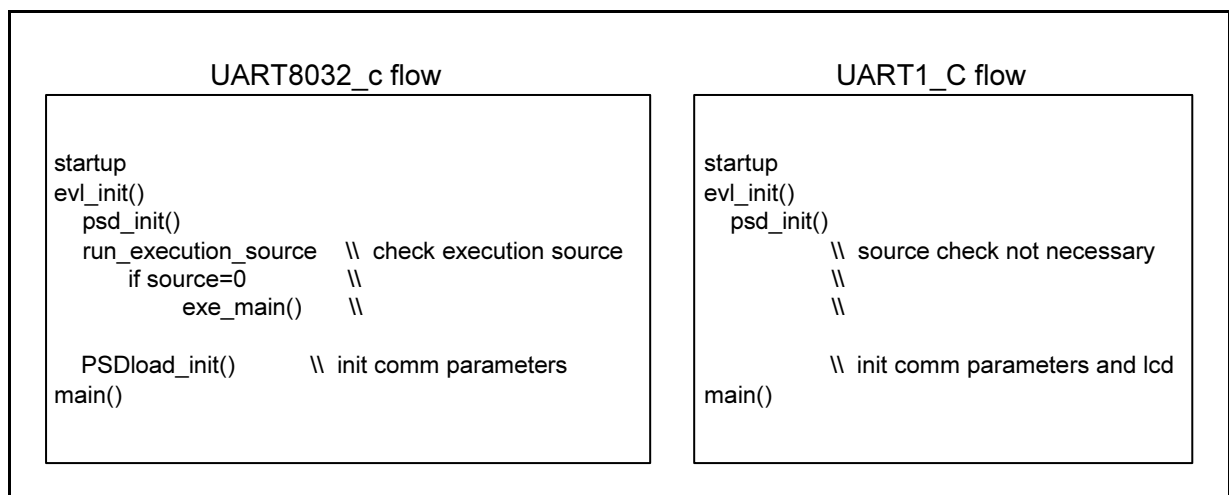 UART8032_c flow
startup
evl_init()
psd_init()
run_execution_source \\ check execution source
if source=0 \\
exe_main() \\
PSDload_init() \\ init comm parameters
main()
UART1_C flow
startup
evl_init()
psd_init()
\\ source check not necessary
\\
\\
\\ init comm parameters and lcd
main()